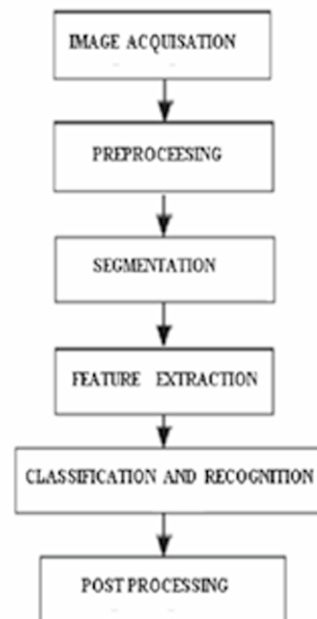 IMAGE ACQUISATION
PREPROCEESING
SEGMENTATION
FEATURE EXTRACTION
CLASSIFICATION AND RECOGNITION
POST PROCESSING